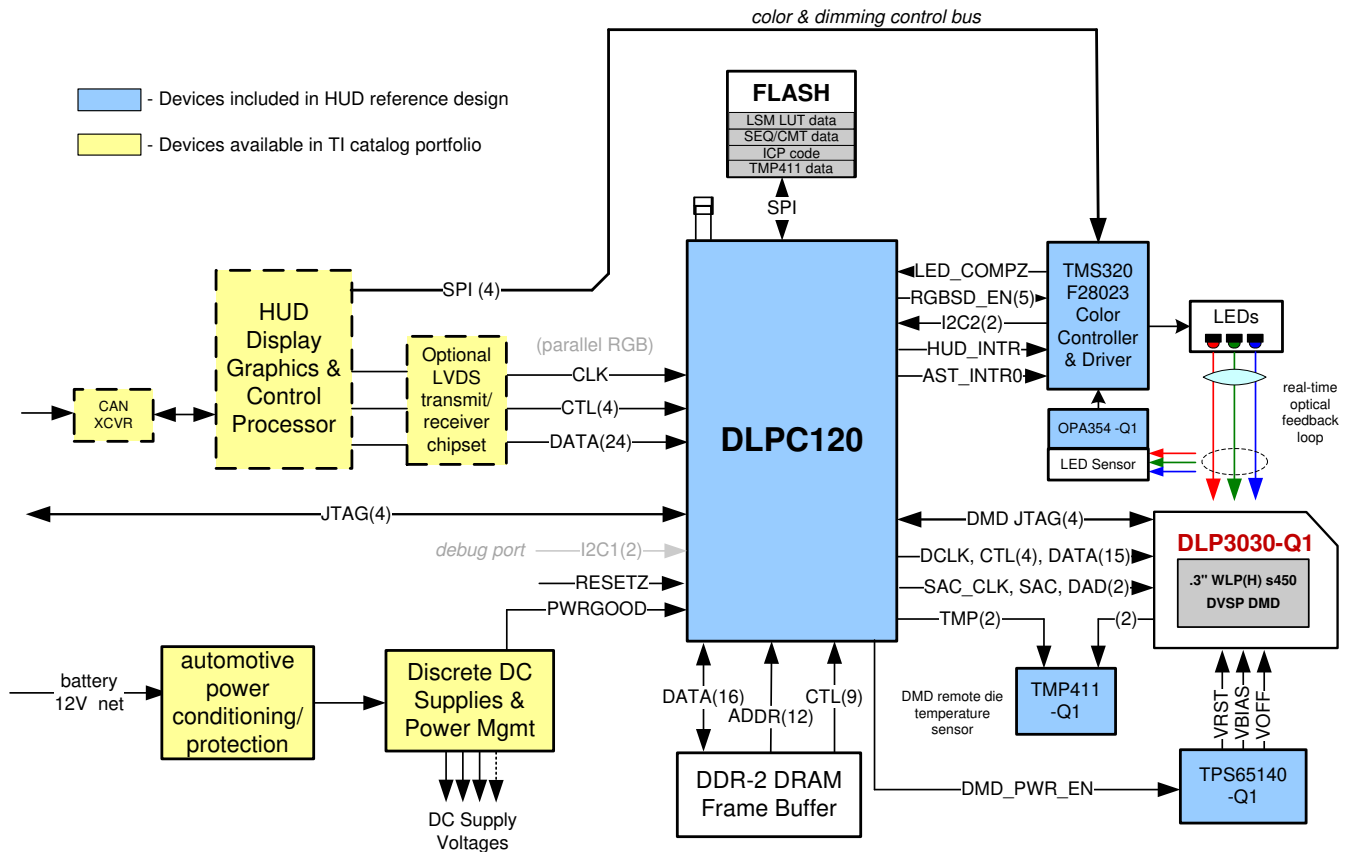 color & dimming control bus
- Devices included in HUD reference design
- Devices available in TI catalog portfolio
FLASH
LSM LUT data
SEQ/CMT data
ICP code
TMP411 data
SPI
SPI (4)
HUD
Display
Graphics &
Control
Processor
CAN
XCVR
Optional
LVDS
transmit/
receiver
chipset
(parallel RGB)
CLK
CTL(4)
DATA(24)
DLPC120
LED_COMPZ
RGBSD_EN(5)
I2C2(2)
HUD_INTR
AST_INTR0
TMS320
F28023
Color
Controller
& Driver
LEDs
OPA354 -Q1
LED Sensor
real-time
optical
feedback
loop
JTAG(4)
debug port
I2C1(2)
RESETZ
PWRGOOD
DMD JTAG(4)
DCLK, CTL(4), DATA(15)
SAC_CLK, SAC, DAD(2)
TMP(2)
(2)
DLP3030-Q1
.3" WLP(H) s450
DVSP DMD
battery
12V net
automotive
power
conditioning/
protection
Discrete DC
Supplies &
Power Mgmt
DC Supply
Voltages
DATA(16)
ADDR(12)
CTL(9)
DDR-2 DRAM
Frame Buffer
DMD remote die
temperature
sensor
TMP411
-Q1
VRST
VBIAS
VOFF
DMD_PWR_EN
TPS65140
-Q1